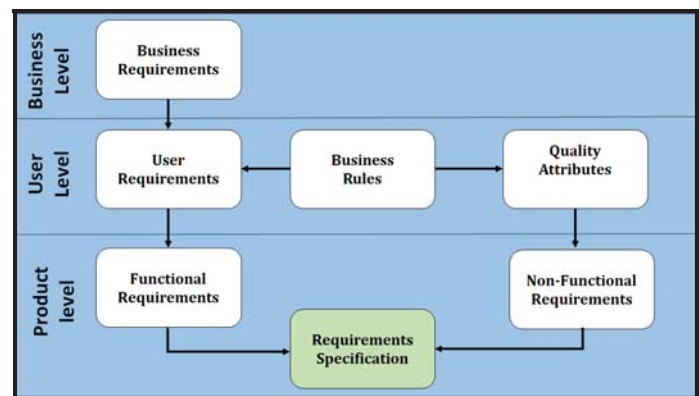 Business
Level
Business
Requirements
User
Level
User
Requirements
Business
Rules
Quality
Attributes
Product
level
Functional
Requirements
Non-Functional
Requirements
Requirements
Specification